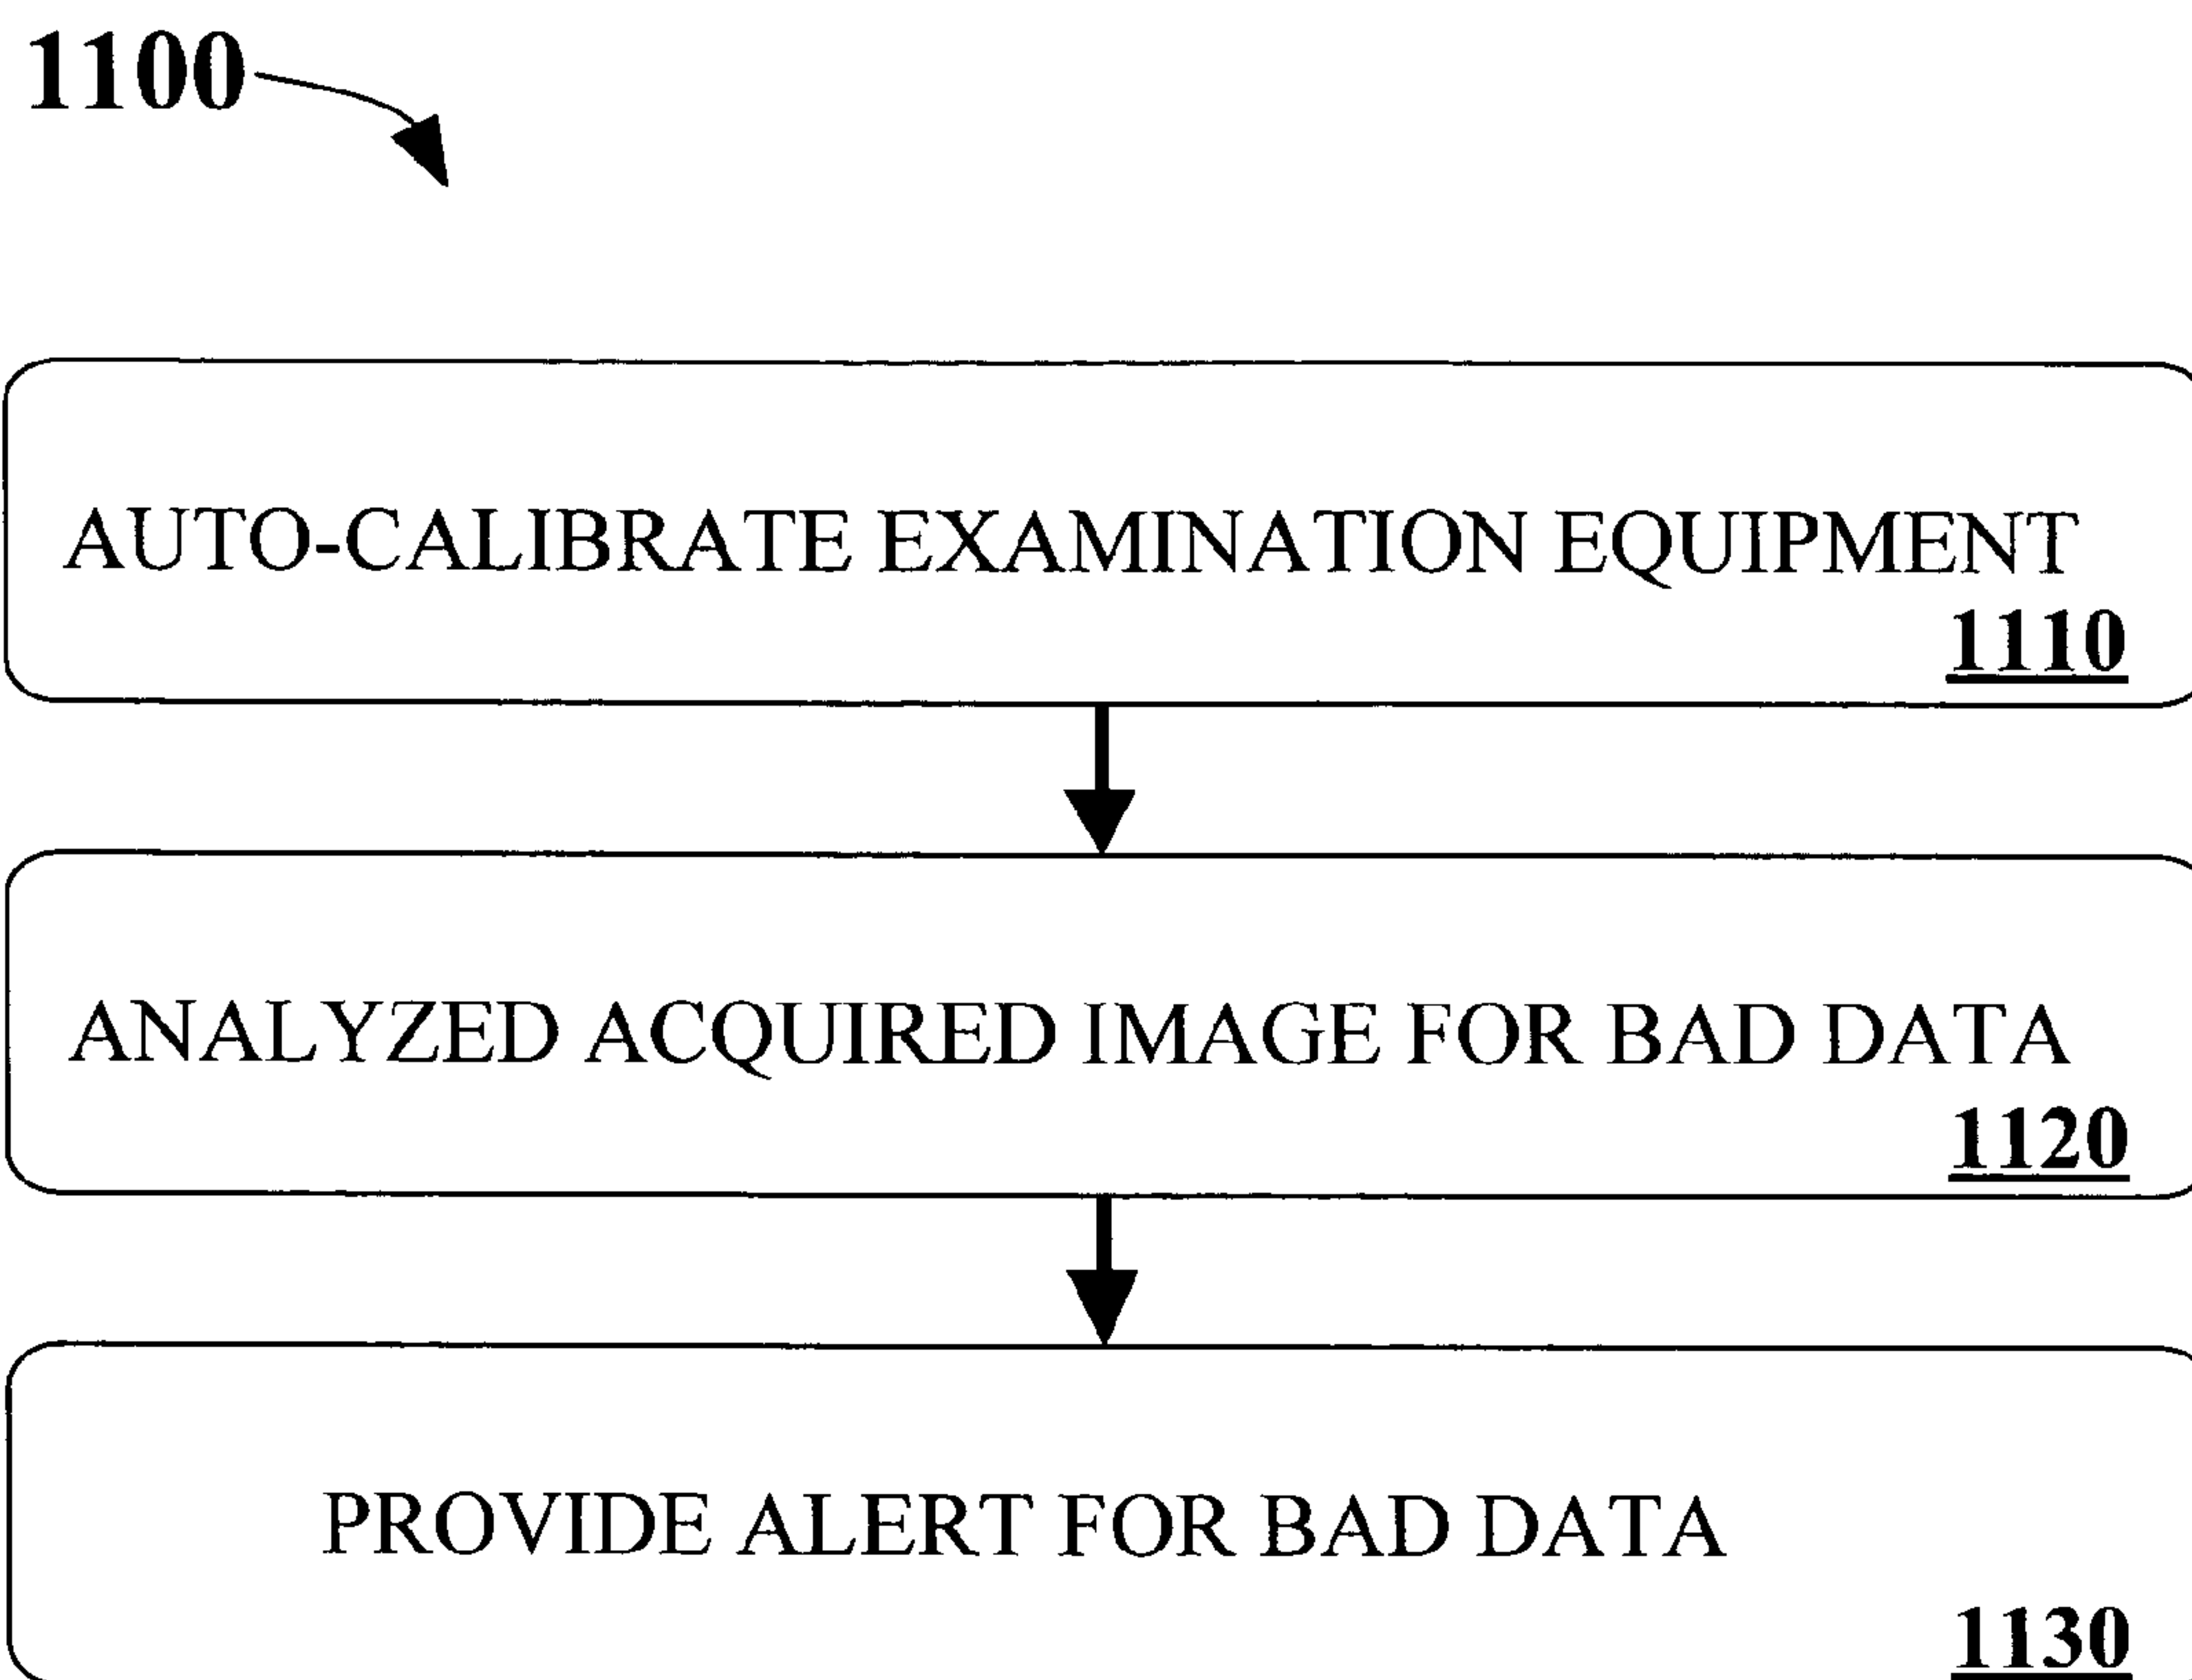 1100
AUTO-CALIBRATE EXAMINATION EQUIPMENT
1110
ANALYZED ACQUIRED IMAGE FOR BAD DATA
1120
PROVIDE ALERT FOR BAD DATA
1130